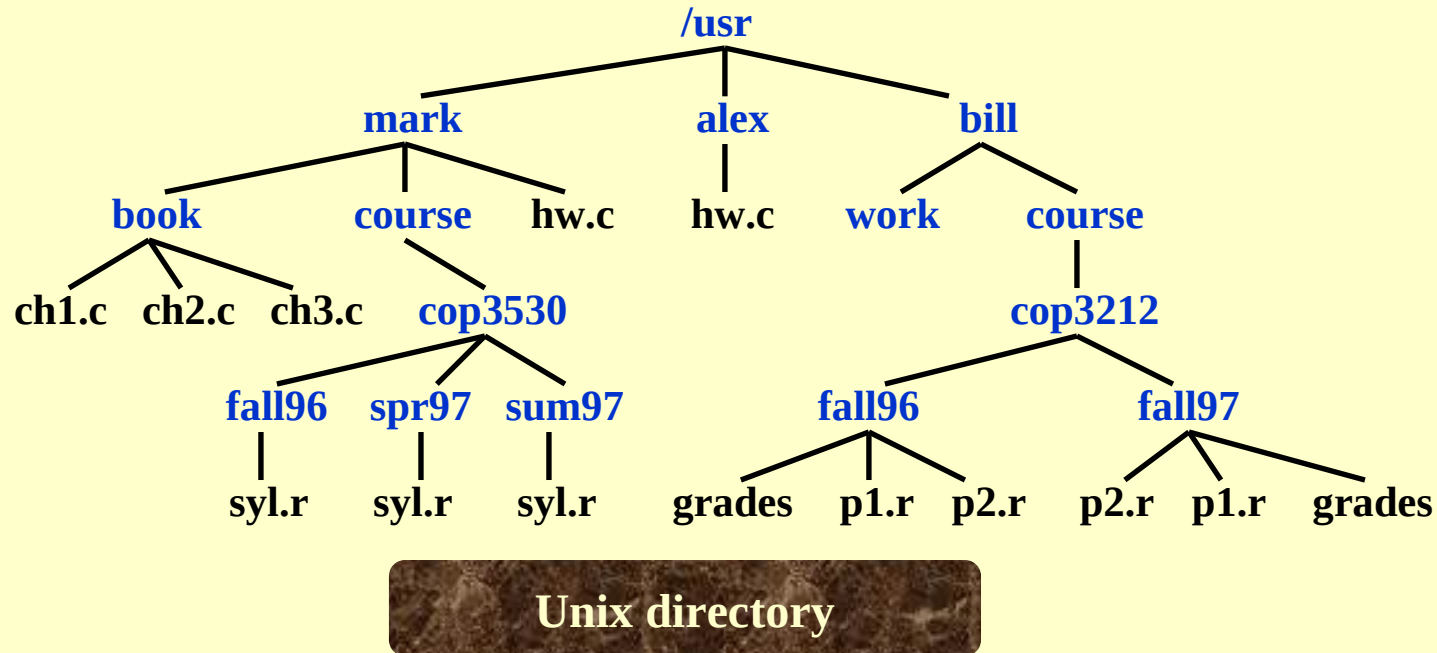 /usr
mark alex bill
book course hw.c hw.c work course
ch1.c ch2.c ch3.c cop3530 cop3212
fall96 spr97 sum97 fall96 fall97
syl.r syl.r syl.r grades p1.r p2.r p2.r p1.r grades
Unix directory